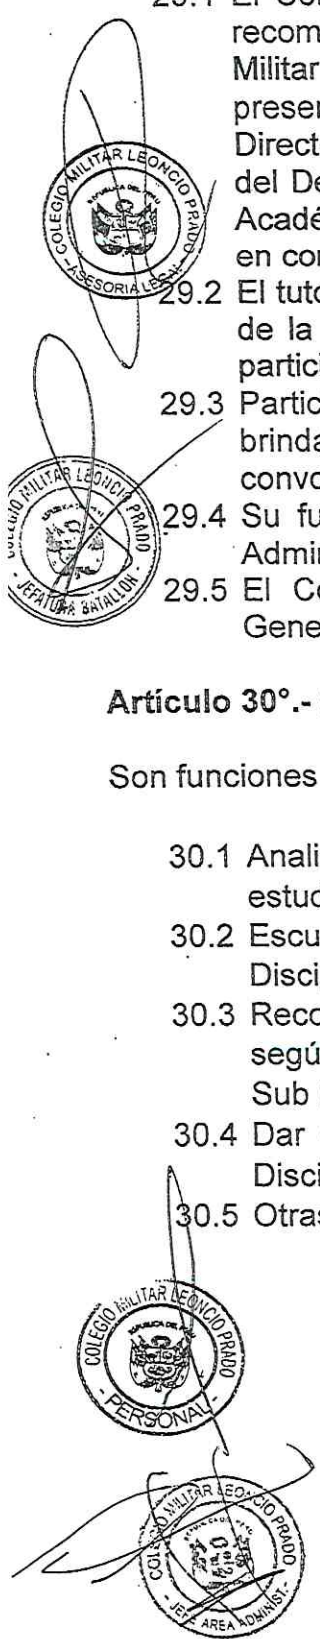 29.1 El Con
recom
Militar
presen
Direct
del De
Acadé
en con
COLEGIO MILITAR LEONCIO PRADO
REPUBLICA DEL PERU
- ASESORIA LEGAL -
29.2 El tuto
de la
partici
29.3 Partic
brinda
convo
COLEGIO MILITAR LEONCIO PRADO
- JEFATURA BATALLON -
29.4 Su fu
Admin
29.5 El Co
Gene
Artículo 30°.-
Son funciones
30.1 Anali
estud
30.2 Escu
Disci
30.3 Reco
segú
Sub
30.4 Dar
Disci
30.5 Otras
COLEGIO MILITAR LEONCIO PRADO
REPUBLICA DEL PERU
- PERSONAL -
COLEGIO MILITAR LEONCIO PRADO
- JEFE AREA ADMINIST. -